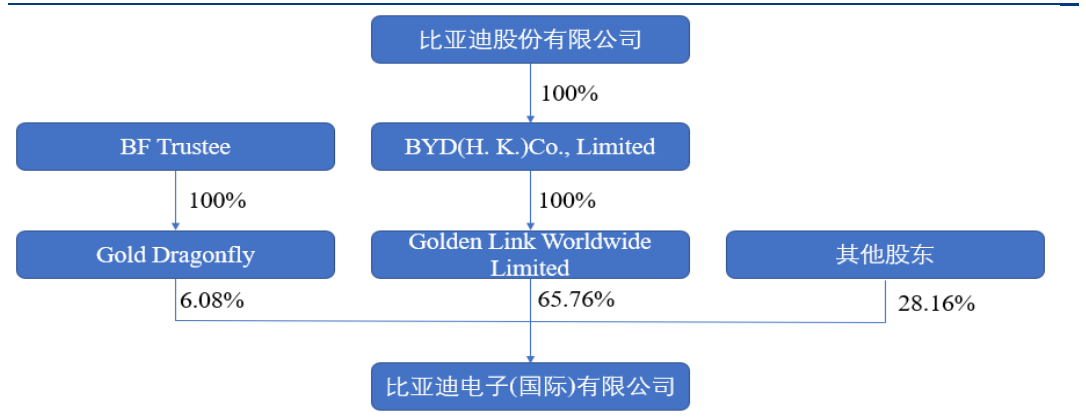 比亚迪股份有限公司
100%
BF Trustee
BYD(H. K.)Co., Limited
100%
100%
Gold Dragonfly
Golden Link Worldwide
Limited
其他股东
6.08%
65.76%
28.16%
比亚迪电子(国际)有限公司